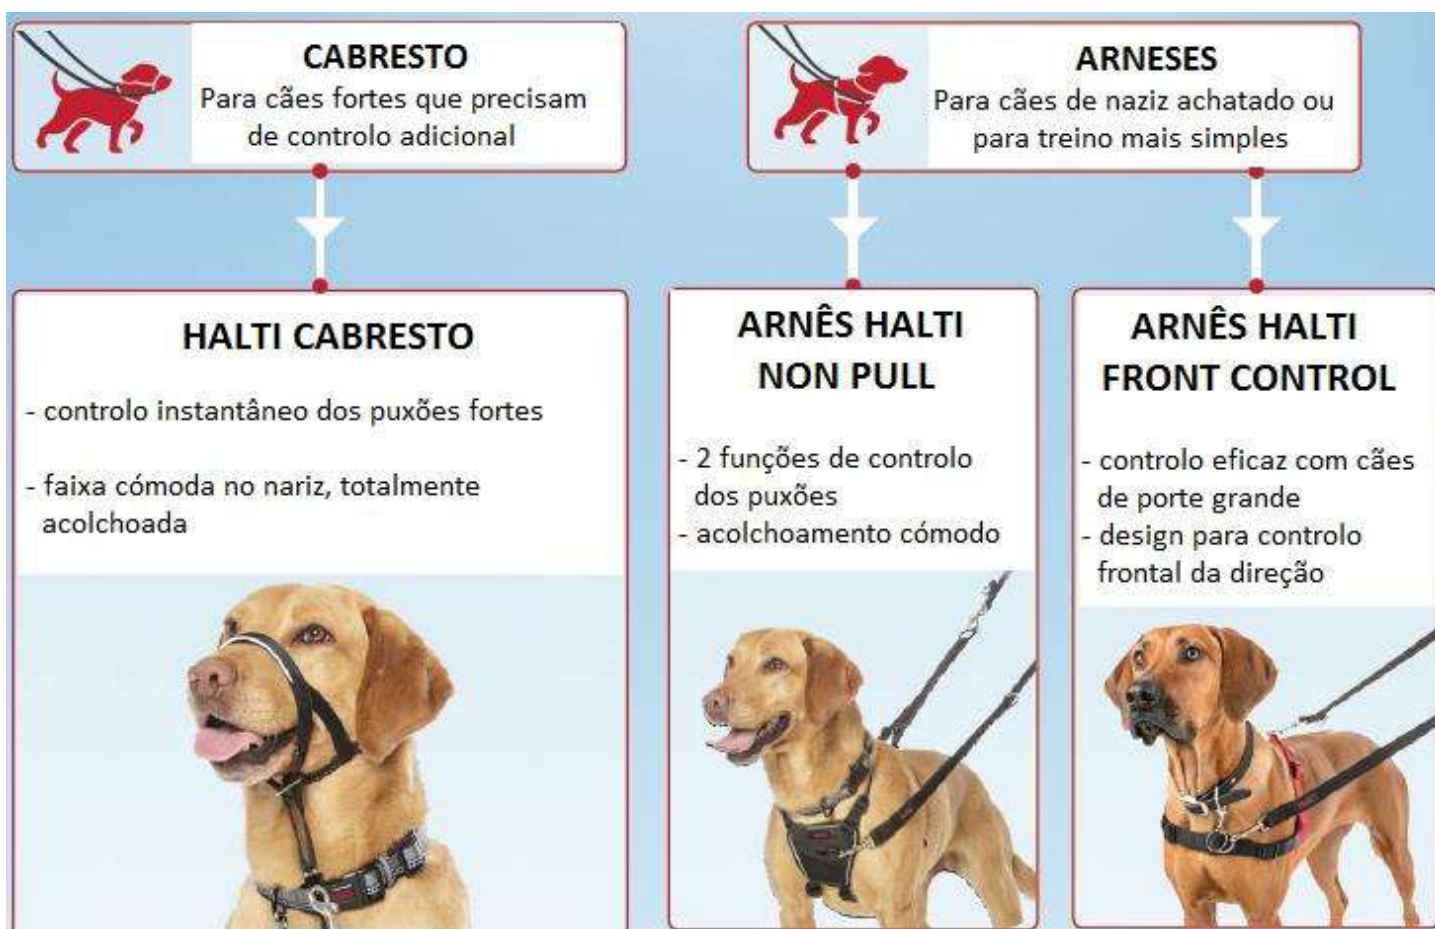 CABRESTO
Para cães fortes que precisam
de controlo adicional
ARNESES
Para cães de naziz achatado ou
para treino mais simples
HALTI CABRESTO
- controlo instantâneo dos puxões fortes
- faixa cómoda no nariz, totalmente
acolchoada
ARNÊS HALTI
NON PULL
- 2 funções de controlo
dos puxões
- acolchoamento cómodo
ARNÊS HALTI
FRONT CONTROL
- controlo eficaz com cães
de porte grande
- design para controlo
frontal da direção